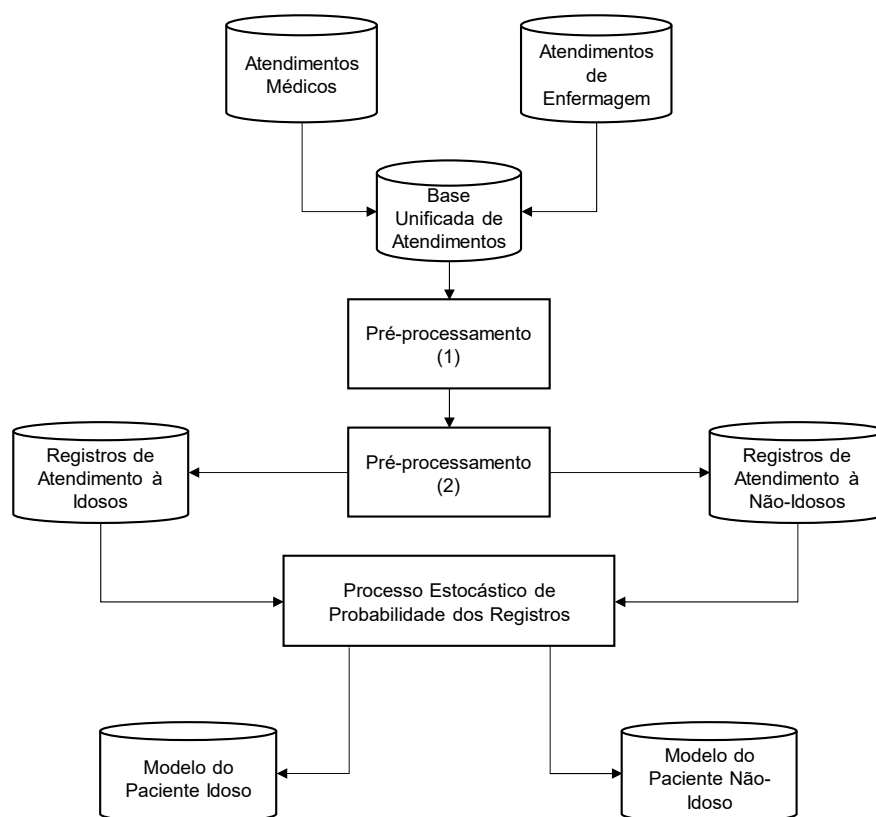 Atendimentos
Médicos
Atendimentos
de
Enfermagem
Base
Unificada de
Atendimentos
Pré-processamento
(1)
Registros de
Atendimento à
Idosos
Pré-processamento
(2)
Registros de
Atendimento à
Não-Idosos
Processo Estocástico de
Probabilidade dos Registros
Modelo do
Paciente Idoso
Modelo do
Paciente Não-
Idoso